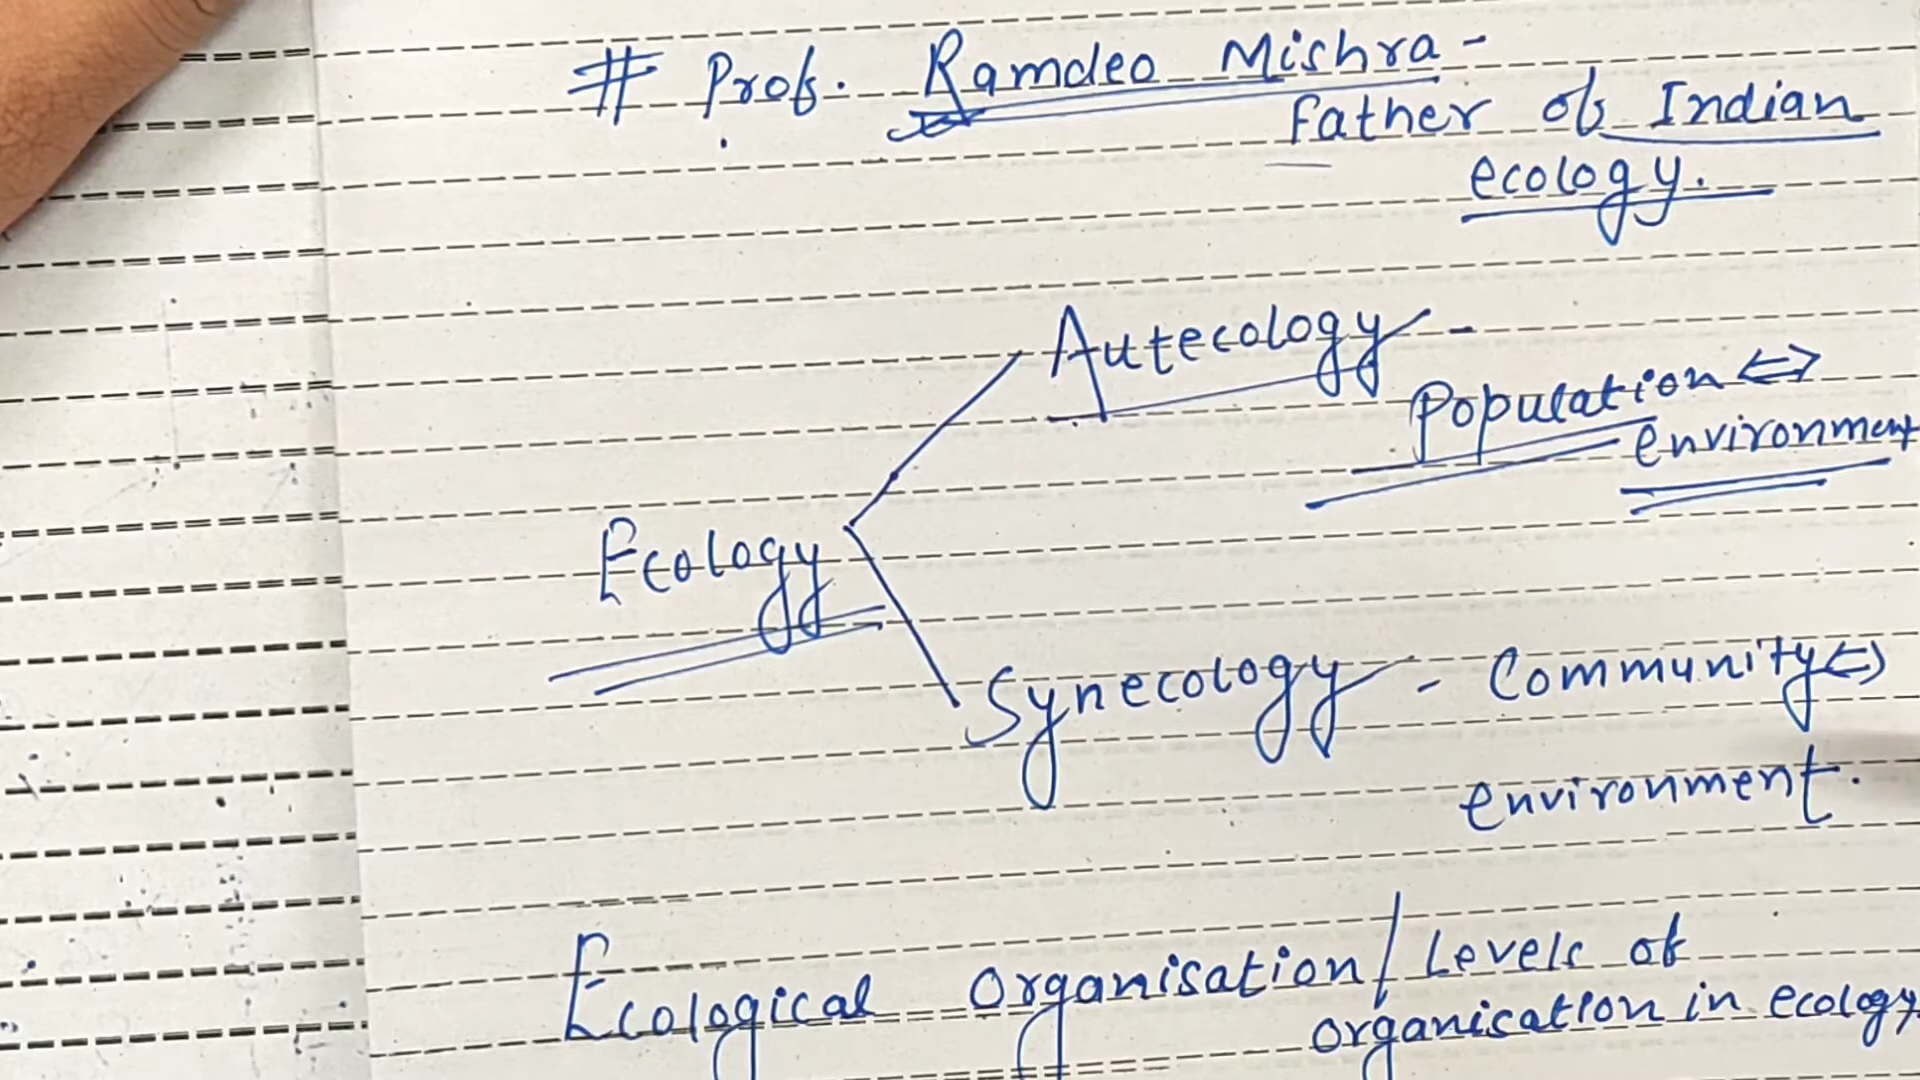 # Prof. Ramdeo Mishra -
Father of Indian
ecology.
Autecology -
Population <=>
environment
Ecology
Synecology - Community <=>
environment.
Ecological organisation / Levels of
organisation in ecology